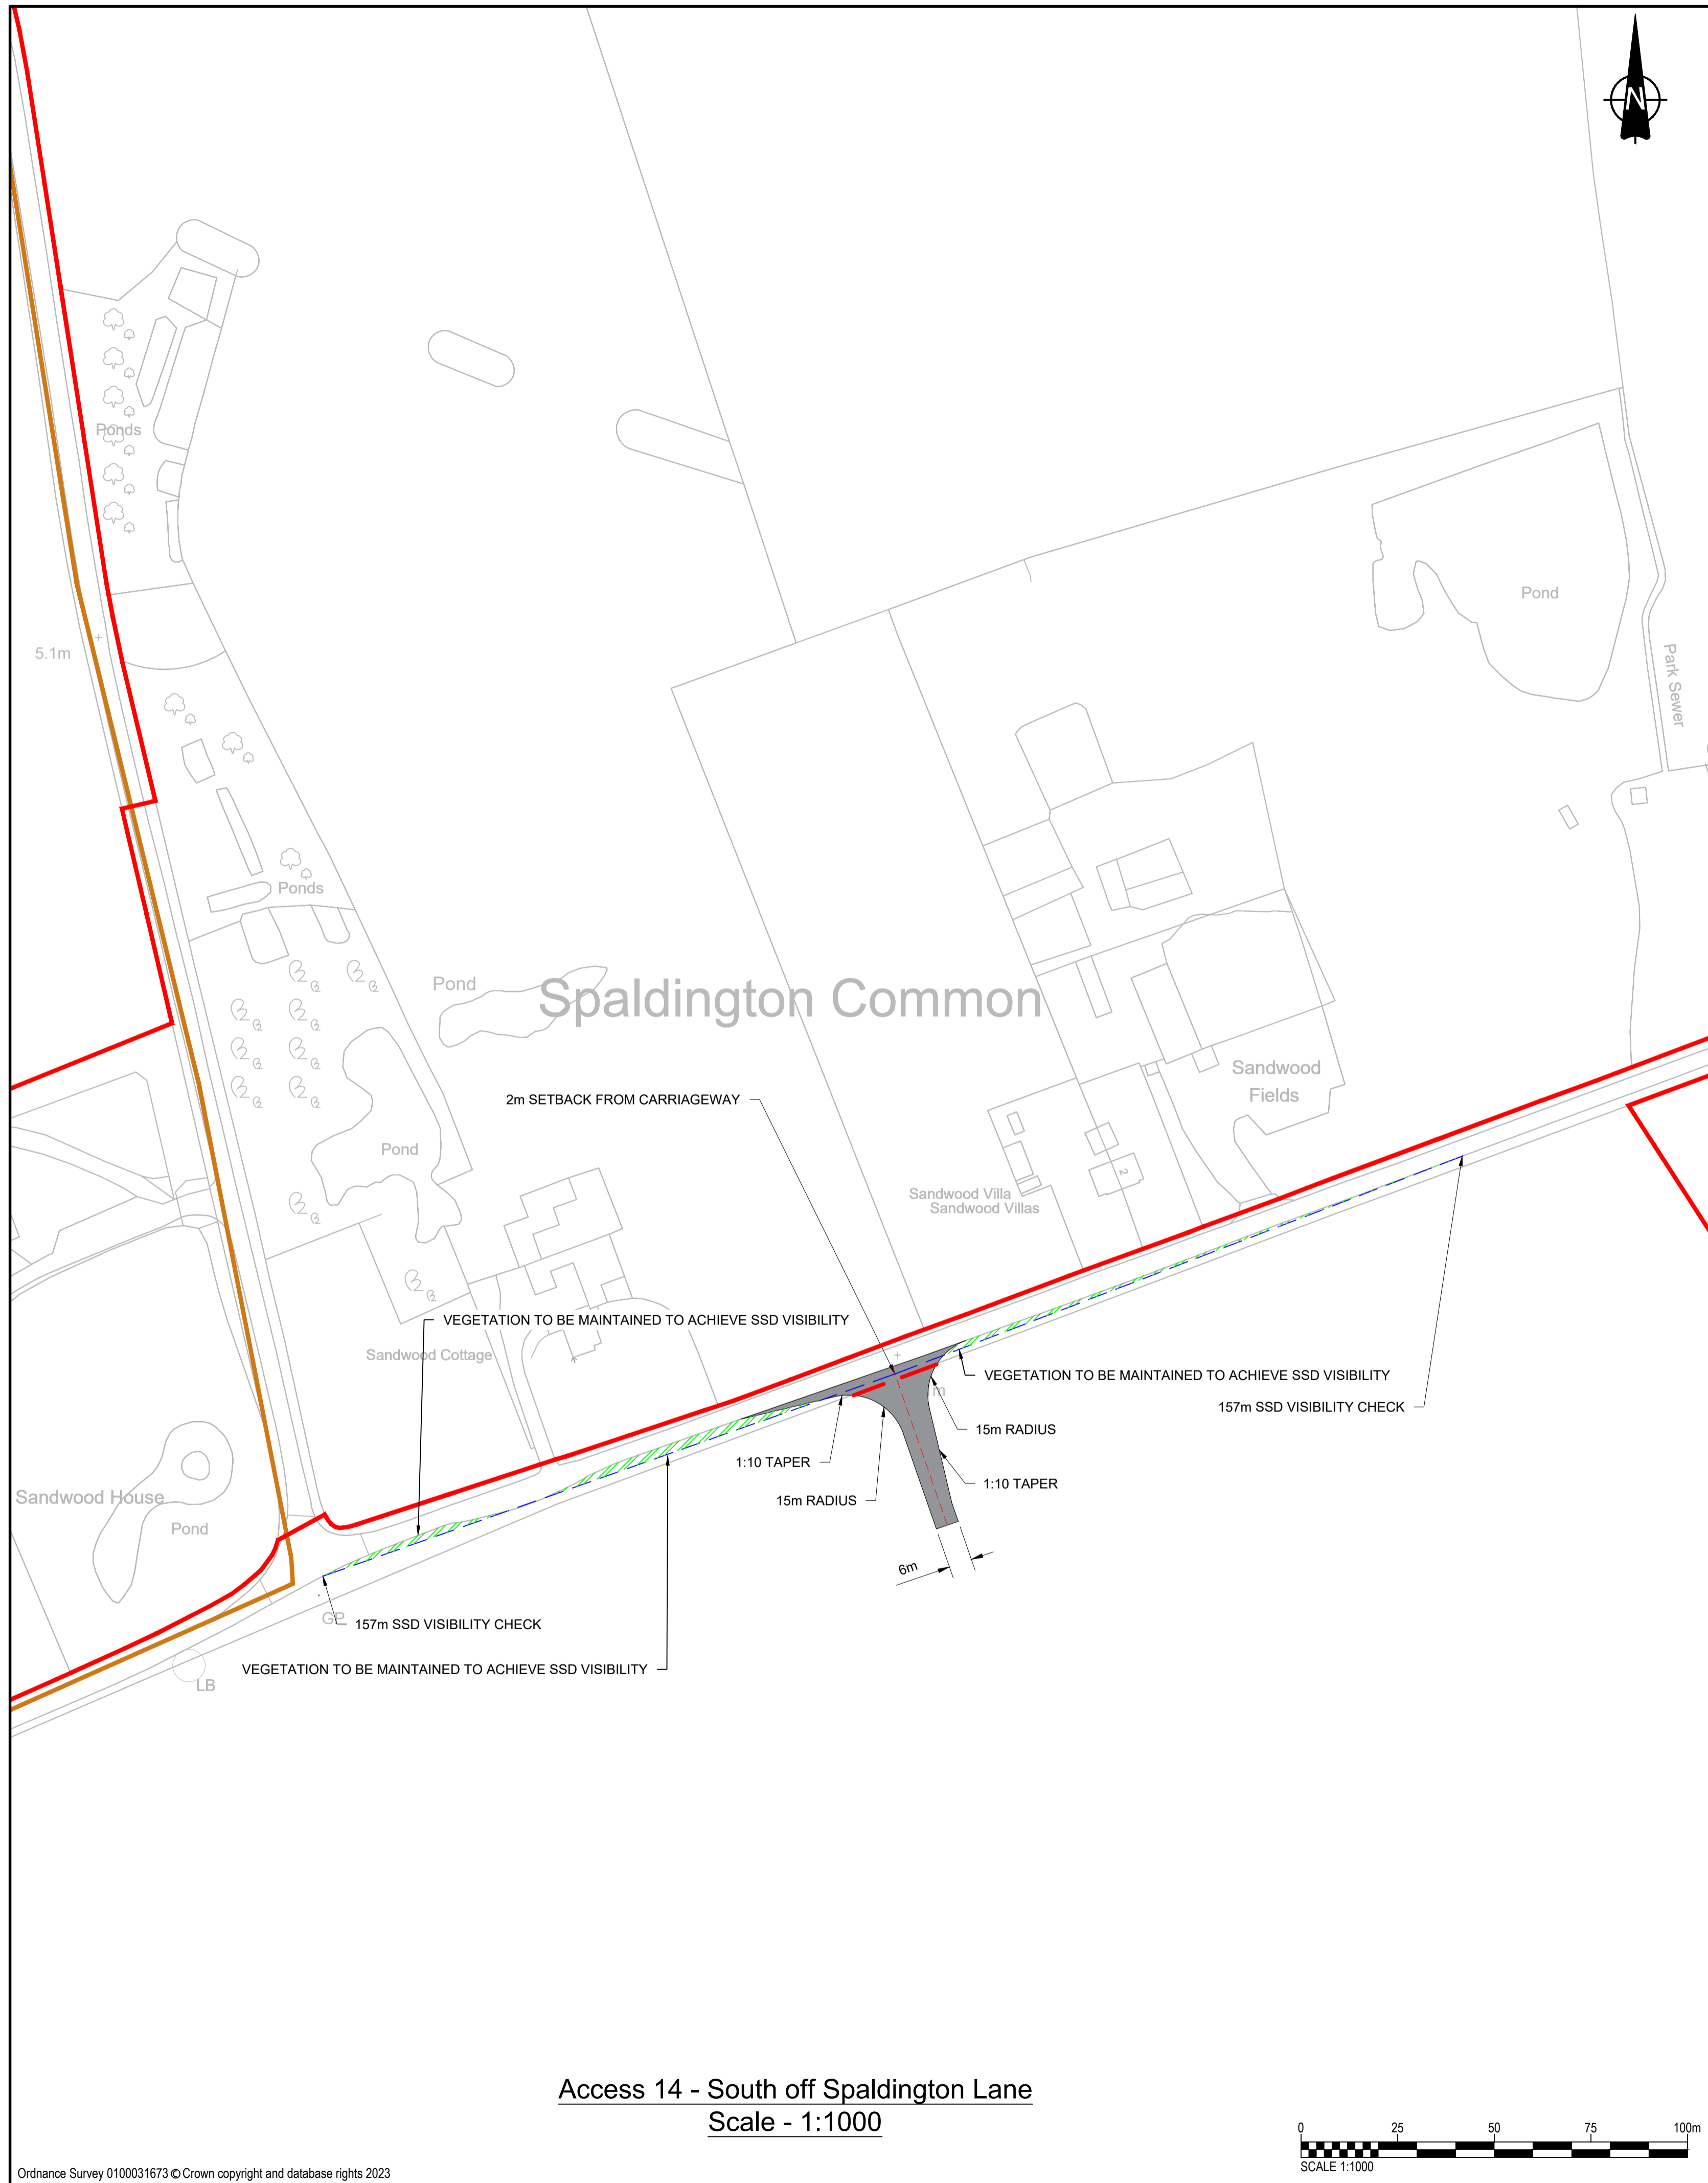 N
Ponds
Pond
5.1m
Park Sewer
Ponds
Pond
Spaldington Common
Sandwood
Fields
2m SETBACK FROM CARRIAGEWAY
Pond
2
Sandwood Villa
Sandwood Villas
VEGETATION TO BE MAINTAINED TO ACHIEVE SSD VISIBILITY
Sandwood Cottage
VEGETATION TO BE MAINTAINED TO ACHIEVE SSD VISIBILITY
m
157m SSD VISIBILITY CHECK
15m RADIUS
1:10 TAPER
1:10 TAPER
15m RADIUS
Sandwood House
Pond
6m
GP
157m SSD VISIBILITY CHECK
VEGETATION TO BE MAINTAINED TO ACHIEVE SSD VISIBILITY
LB
Access 14 - South off Spaldington Lane
Scale - 1:1000
0 25 50 75 100m
SCALE 1:1000
Ordnance Survey 0100031673 © Crown copyright and database rights 2023